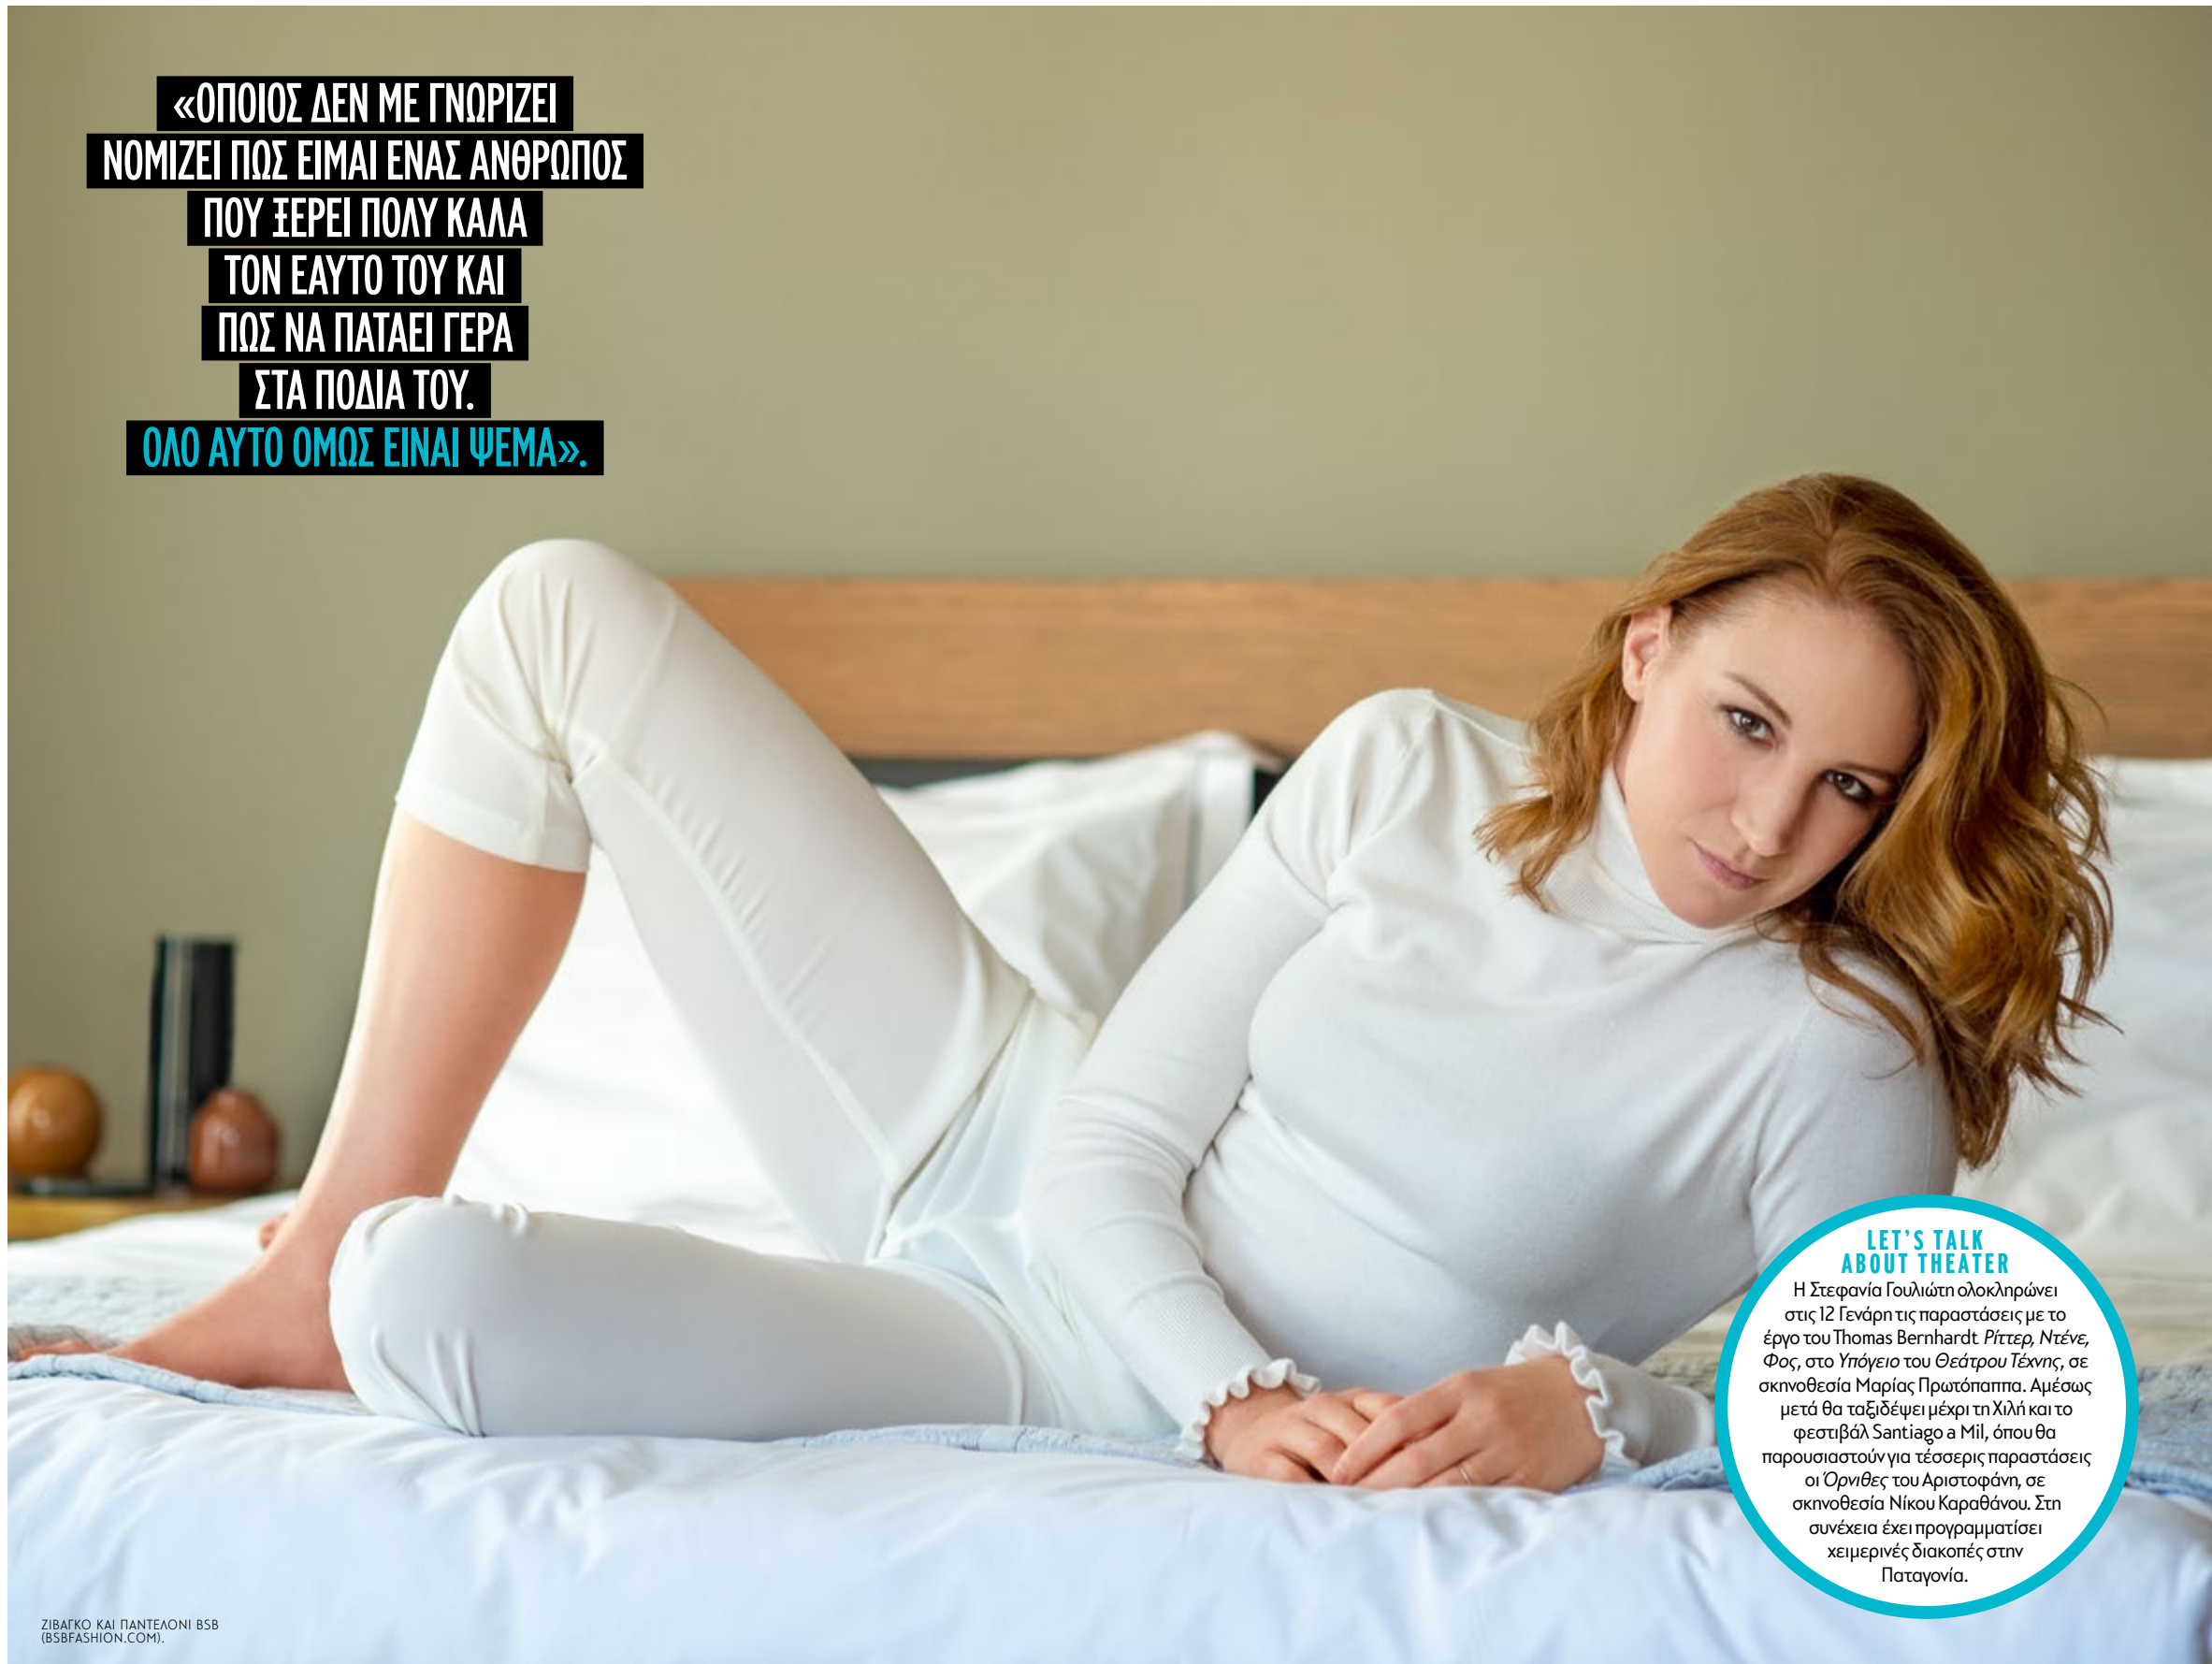 «ΟΠΟΙΟΣ ΔΕΝ ΜΕ ΓΝΩΡΙΖΕΙ
ΝΟΜΙΖΕΙ ΠΩΣ ΕΙΜΑΙ ΕΝΑΣ ΑΝΘΡΩΠΟΣ
ΠΟΥ ΞΕΡΕΙ ΠΟΛΥ ΚΑΛΑ
ΤΟΝ ΕΑΥΤΟ ΤΟΥ ΚΑΙ
ΠΩΣ ΝΑ ΠΑΤΑΕΙ ΓΕΡΑ
ΣΤΑ ΠΟΔΙΑ ΤΟΥ.
ΟΛΟ ΑΥΤΟ ΟΜΩΣ ΕΙΝΑΙ ΨΕΜΑ».
LET'S TALK
ABOUT THEATER
Η Στεφανία Γουλιώτη ολοκληρώνει
στις 12 Γενάρη τις παραστάσεις με το
έργο του Thomas Bernhardt Ρίττερ, Ντένε,
Φος, στο Υπόγειο του Θεάτρου Τέχνης, σε
σκηνοθεσία Μαρίας Πρωτόπαππα. Αμέσως
μετά θα ταξιδέψει μέχρι τη Χιλή και το
φεστιβάλ Santiago a Mil, όπου θα
παρουσιαστούν για τέσσερις παραστάσεις
οι Όρνιθες του Αριστοφάνη, σε
σκηνοθεσία Νίκου Καραθάνου. Στη
συνέχεια έχει προγραμματίσει
χειμερινές διακοπές στην
Παταγονία.
ΖΙΒΑΓΚΟ ΚΑΙ ΠΑΝΤΕΛΟΝΙ BSB
(BSBFASHION.COM).